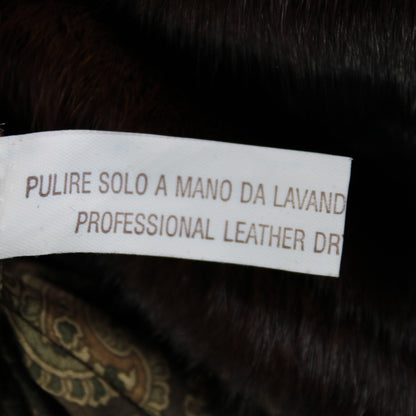 PULIRE SOLO A MANO DA LAVAND
PROFESSIONAL LEATHER DR